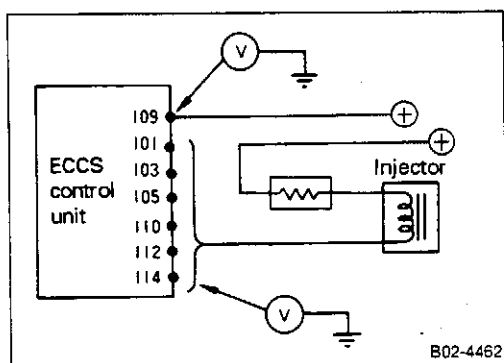 V
109
101
103
105
110
112
114
ECCS
control
unit
+
+
Injector
V
B02-4462